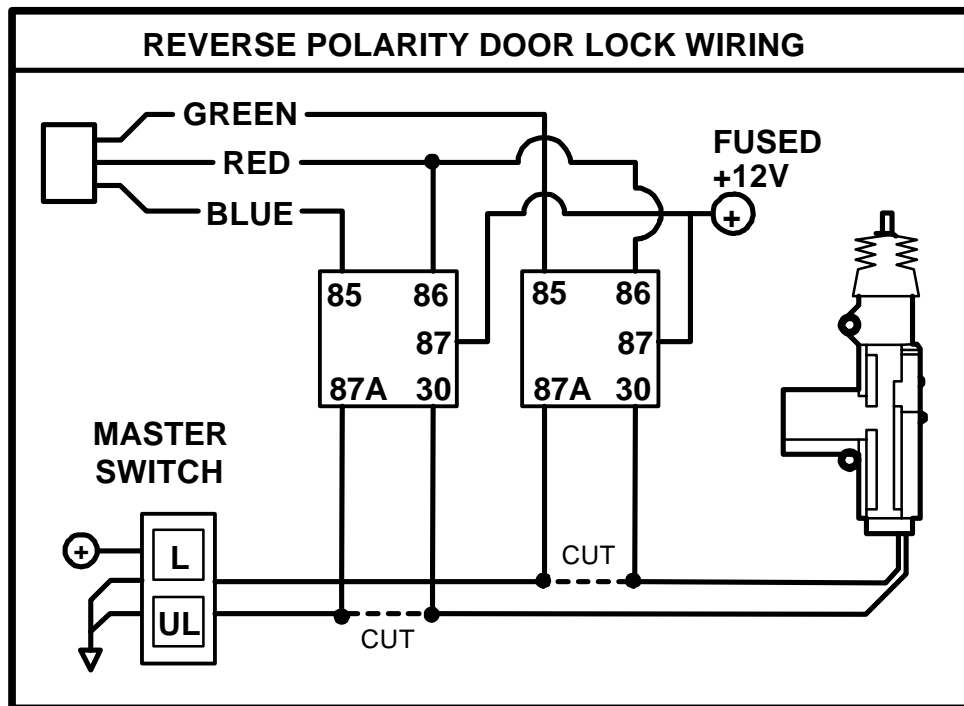 REVERSE POLARITY DOOR LOCK WIRING
GREEN
RED
BLUE
FUSED
+12V
+
85 86
87
87A 30
85 86
87
87A 30
MASTER
SWITCH
+
L
UL
CUT
CUT